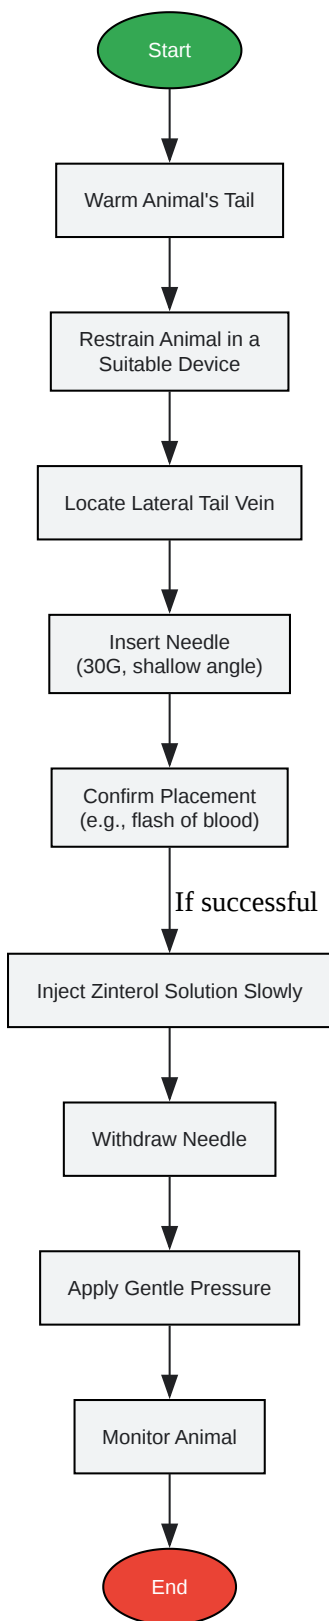 Start
Warm Animal's Tail
Restrain Animal in a
Suitable Device
Locate Lateral Tail Vein
Insert Needle
(30G, shallow angle)
Confirm Placement
(e.g., flash of blood)
If successful
Inject Zinterol Solution Slowly
Withdraw Needle
Apply Gentle Pressure
Monitor Animal
End